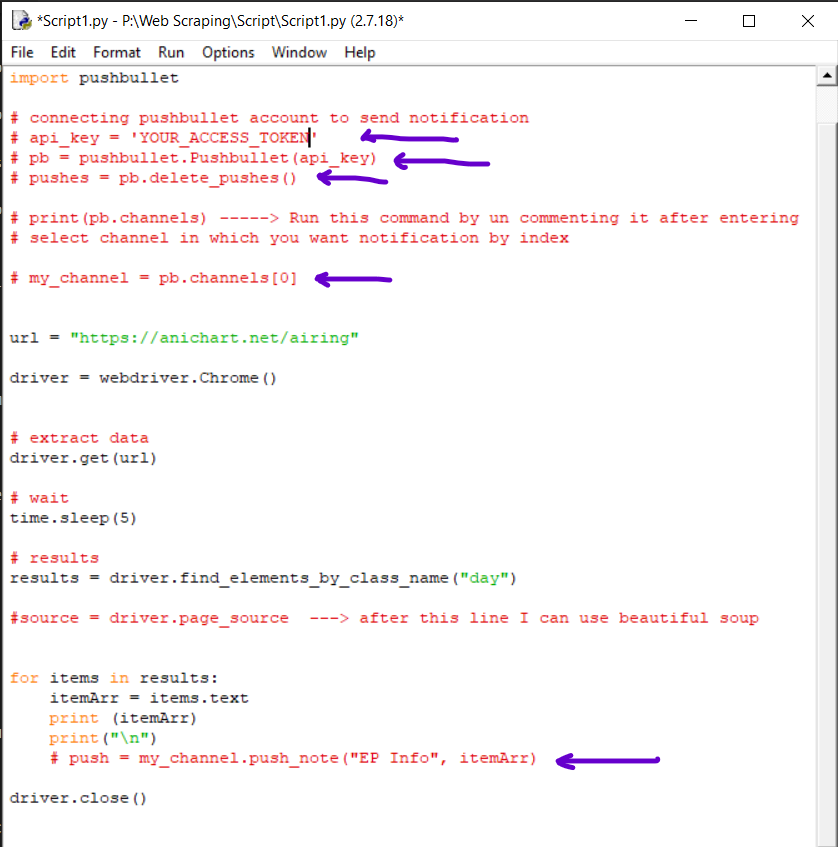 *Script1.py - P:\Web Scraping\Script\Script1.py (2.7.18)*
File Edit Format Run Options Window Help
import pushbullet
# connecting pushbullet account to send notification
# api_key = 'YOUR_ACCESS_TOKEN'
# pb = pushbullet.Pushbullet(api_key)
# pushes = pb.delete_pushes()
# print(pb.channels) -----> Run this command by un commenting it after entering
# select channel in which you want notification by index
# my_channel = pb.channels[0]
url = "https://anichart.net/airing"
driver = webdriver.Chrome()
# extract data
driver.get(url)
# wait
time.sleep(5)
# results
results = driver.find_elements_by_class_name("day")
#source = driver.page_source  ---> after this line I can use beautiful soup
for items in results:
    itemArr = items.text
    print (itemArr)
    print("\n")
    # push = my_channel.push_note("EP Info", itemArr)
driver.close()